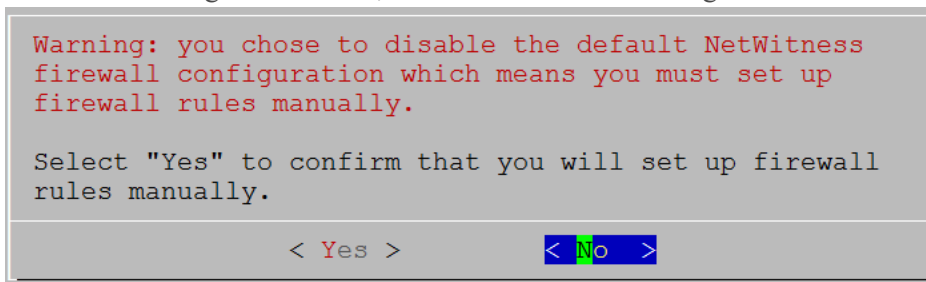 Warning: you chose to disable the default NetWitness
firewall configuration which means you must set up
firewall rules manually.
Select "Yes" to confirm that you will set up firewall
rules manually.
< Yes > < No >